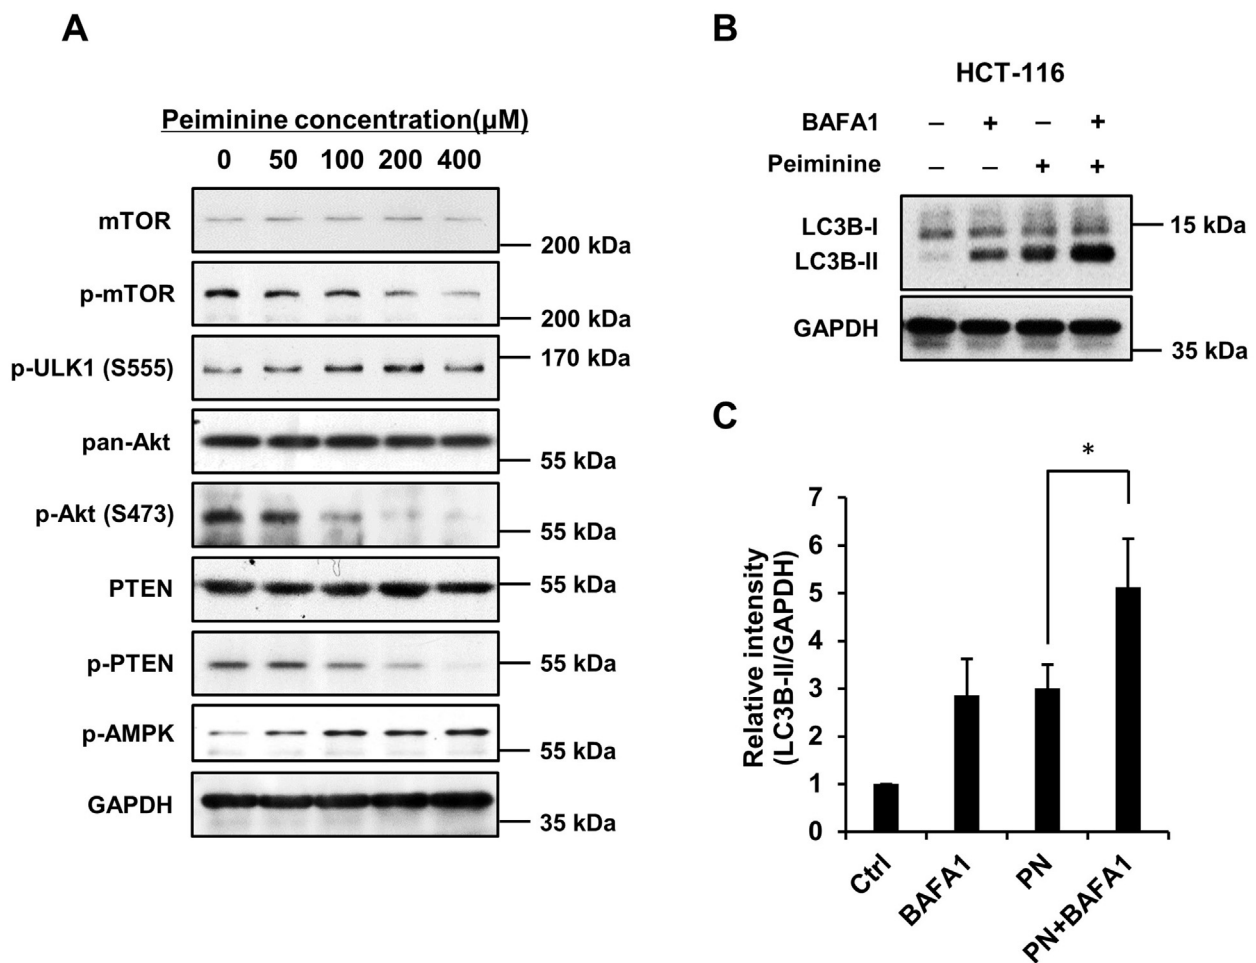 A
Peiminine concentration(µM)
0 50 100 200 400
mTOR
200 kDa
p-mTOR
200 kDa
p-ULK1 (S555)
170 kDa
pan-Akt
55 kDa
p-Akt (S473)
55 kDa
PTEN
55 kDa
p-PTEN
55 kDa
p-AMPK
55 kDa
GAPDH
35 kDa
B
HCT-116
BAFA1 – + – +
Peiminine – – + +
LC3B-I
15 kDa
LC3B-II
GAPDH
35 kDa
C
*
Relative intensity
(LC3B-II/GAPDH)
7
6
5
4
3
2
1
0
Ctrl
BAFA1
PN
PN+BAFA1